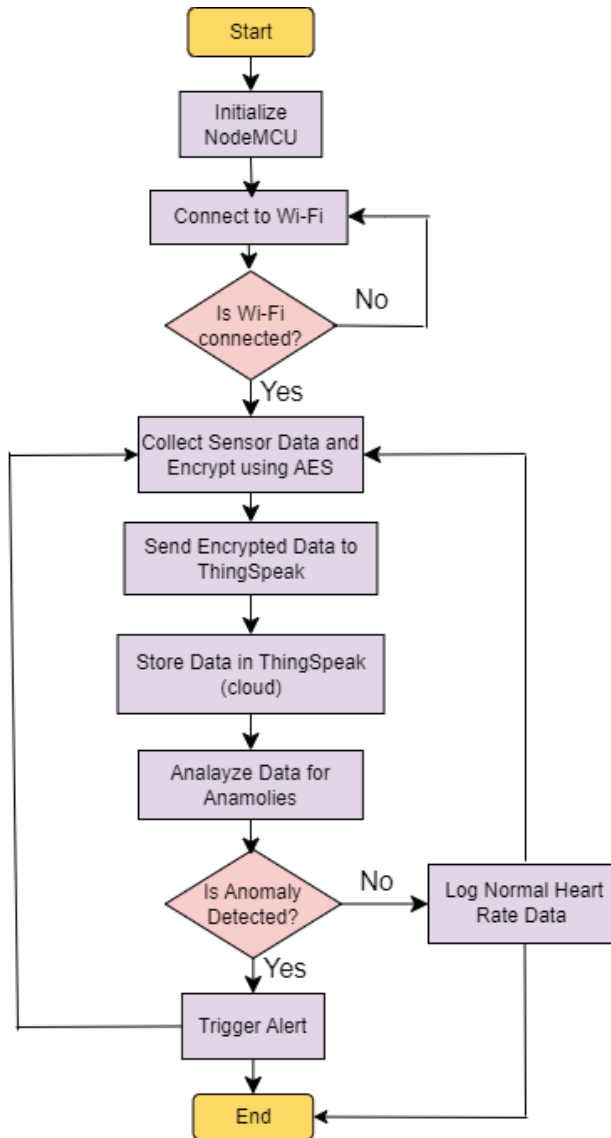 Start
Initialize
NodeMCU
Connect to Wi-Fi
Is Wi-Fi
connected?
No
Yes
Collect Sensor Data and
Encrypt using AES
Send Encrypted Data to
ThingSpeak
Store Data in ThingSpeak
(cloud)
Analayze Data for
Anamolies
Is Anomaly
Detected?
No
Log Normal Heart
Rate Data
Yes
Trigger Alert
End